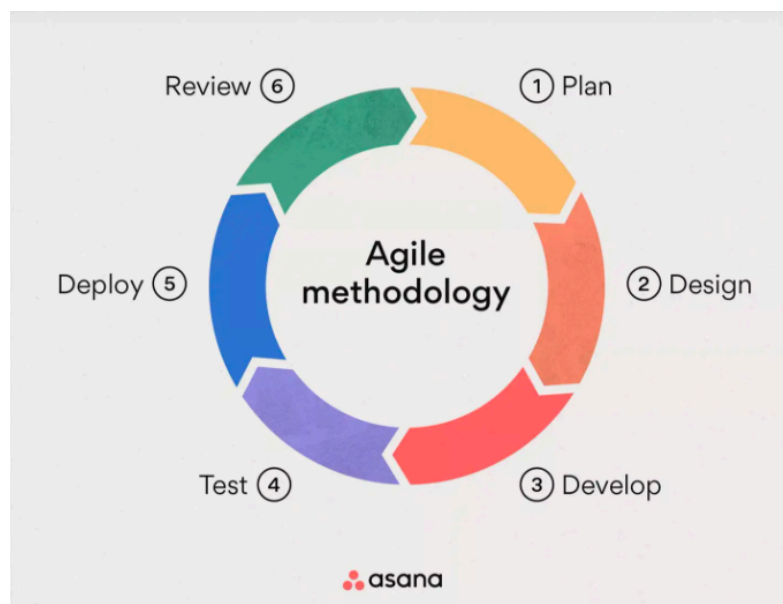 Review 6
1 Plan
Agile
methodology
Deploy 5
2 Design
Test 4
3 Develop
asana